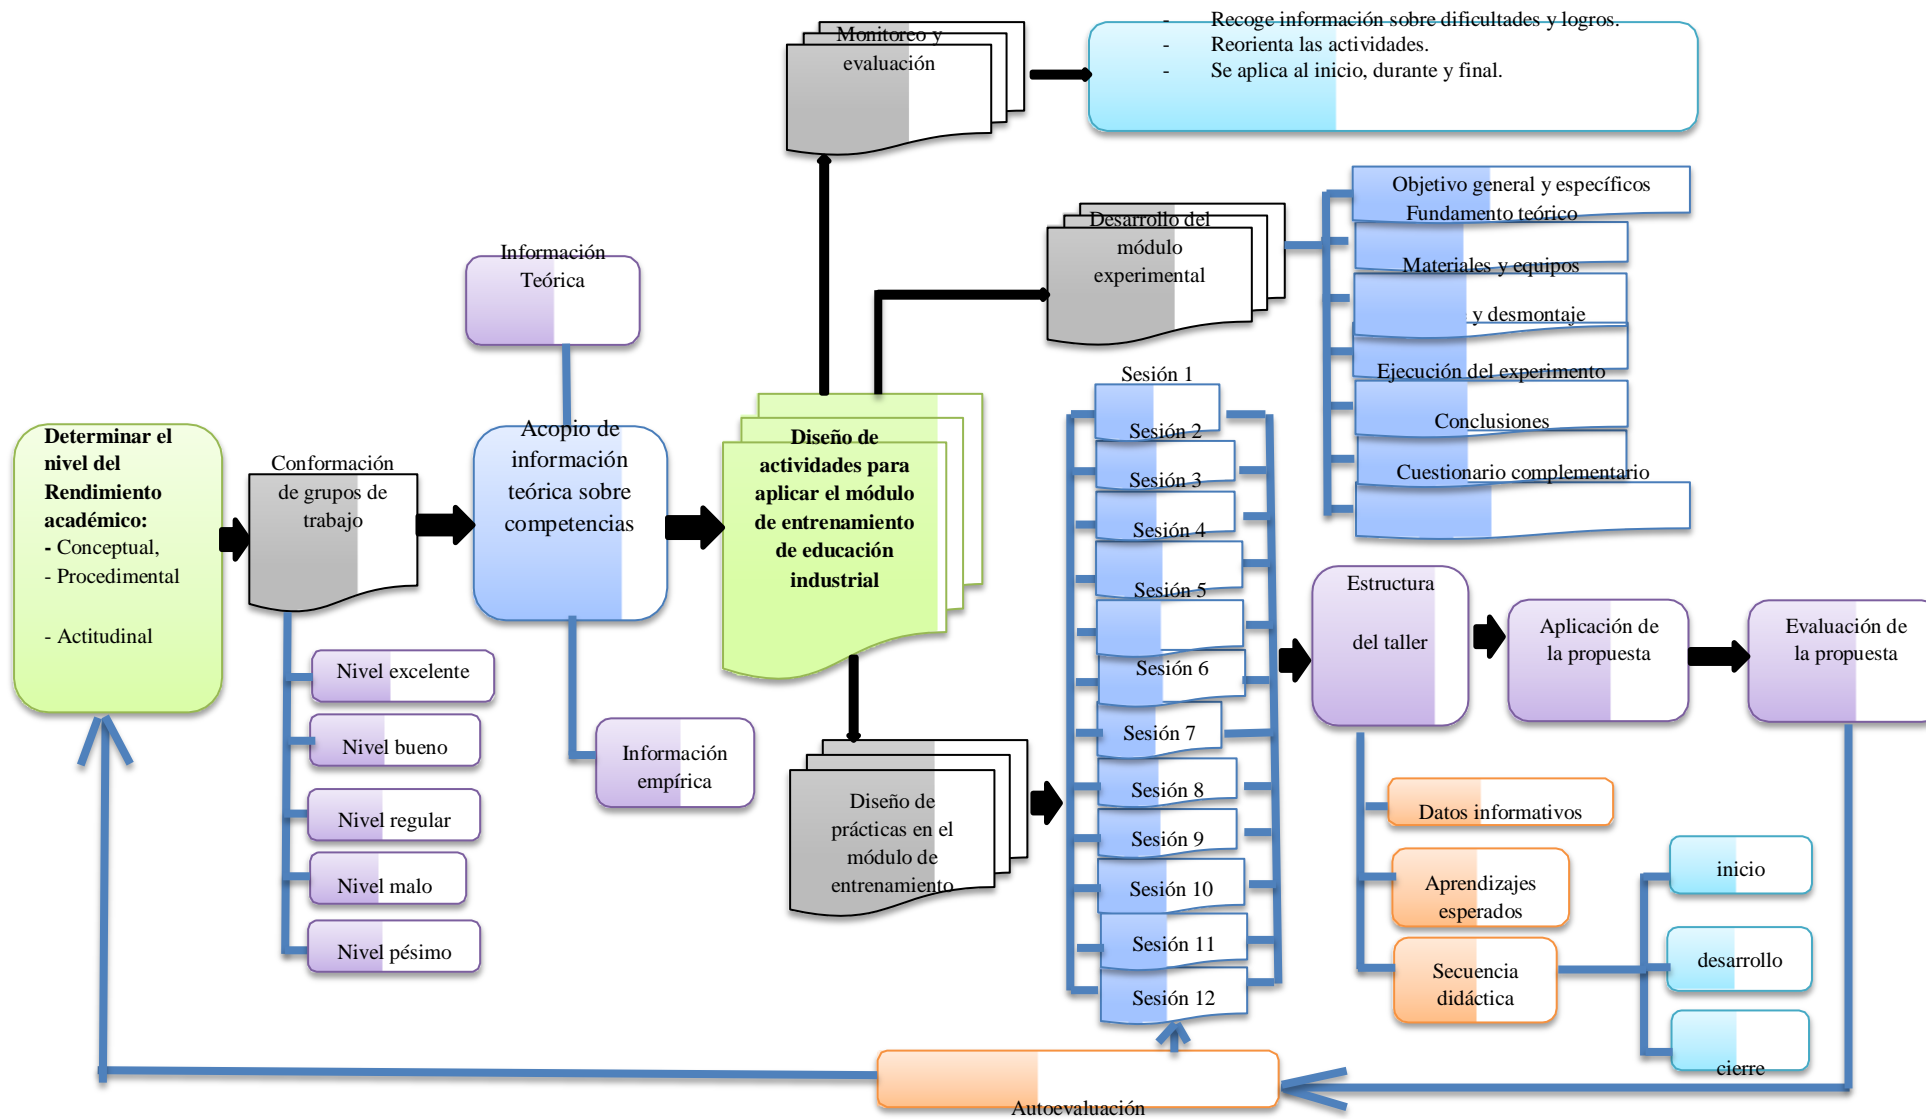 Monitoreo y
evaluación
- Recoge información sobre dificultades y logros.
- Reorienta las actividades.
- Se aplica al inicio, durante y final.
Desarrollo del
módulo
experimental
Objetivo general y específicos
Fundamento teórico
Materiales y equipos
y desmontaje
Ejecución del experimento
Conclusiones
Cuestionario complementario
Información
Teórica
Determinar el
nivel del
Rendimiento
académico:
- Conceptual,
- Procedimental
- Actitudinal
Conformación
de grupos de
trabajo
Acopio de
información
teórica sobre
competencias
Diseño de
actividades para
aplicar el módulo
de entrenamiento
de educación
industrial
Nivel excelente
Nivel bueno
Nivel regular
Nivel malo
Nivel pésimo
Información
empírica
Diseño de
prácticas en el
módulo de
entrenamiento
Sesión 1
Sesión 2
Sesión 3
Sesión 4
Sesión 5
Sesión 6
Sesión 7
Sesión 8
Sesión 9
Sesión 10
Sesión 11
Sesión 12
Estructura
del taller
Aplicación de
la propuesta
Evaluación de
la propuesta
Datos informativos
Aprendizajes
esperados
Secuencia
didáctica
inicio
desarrollo
cierre
Autoevaluación